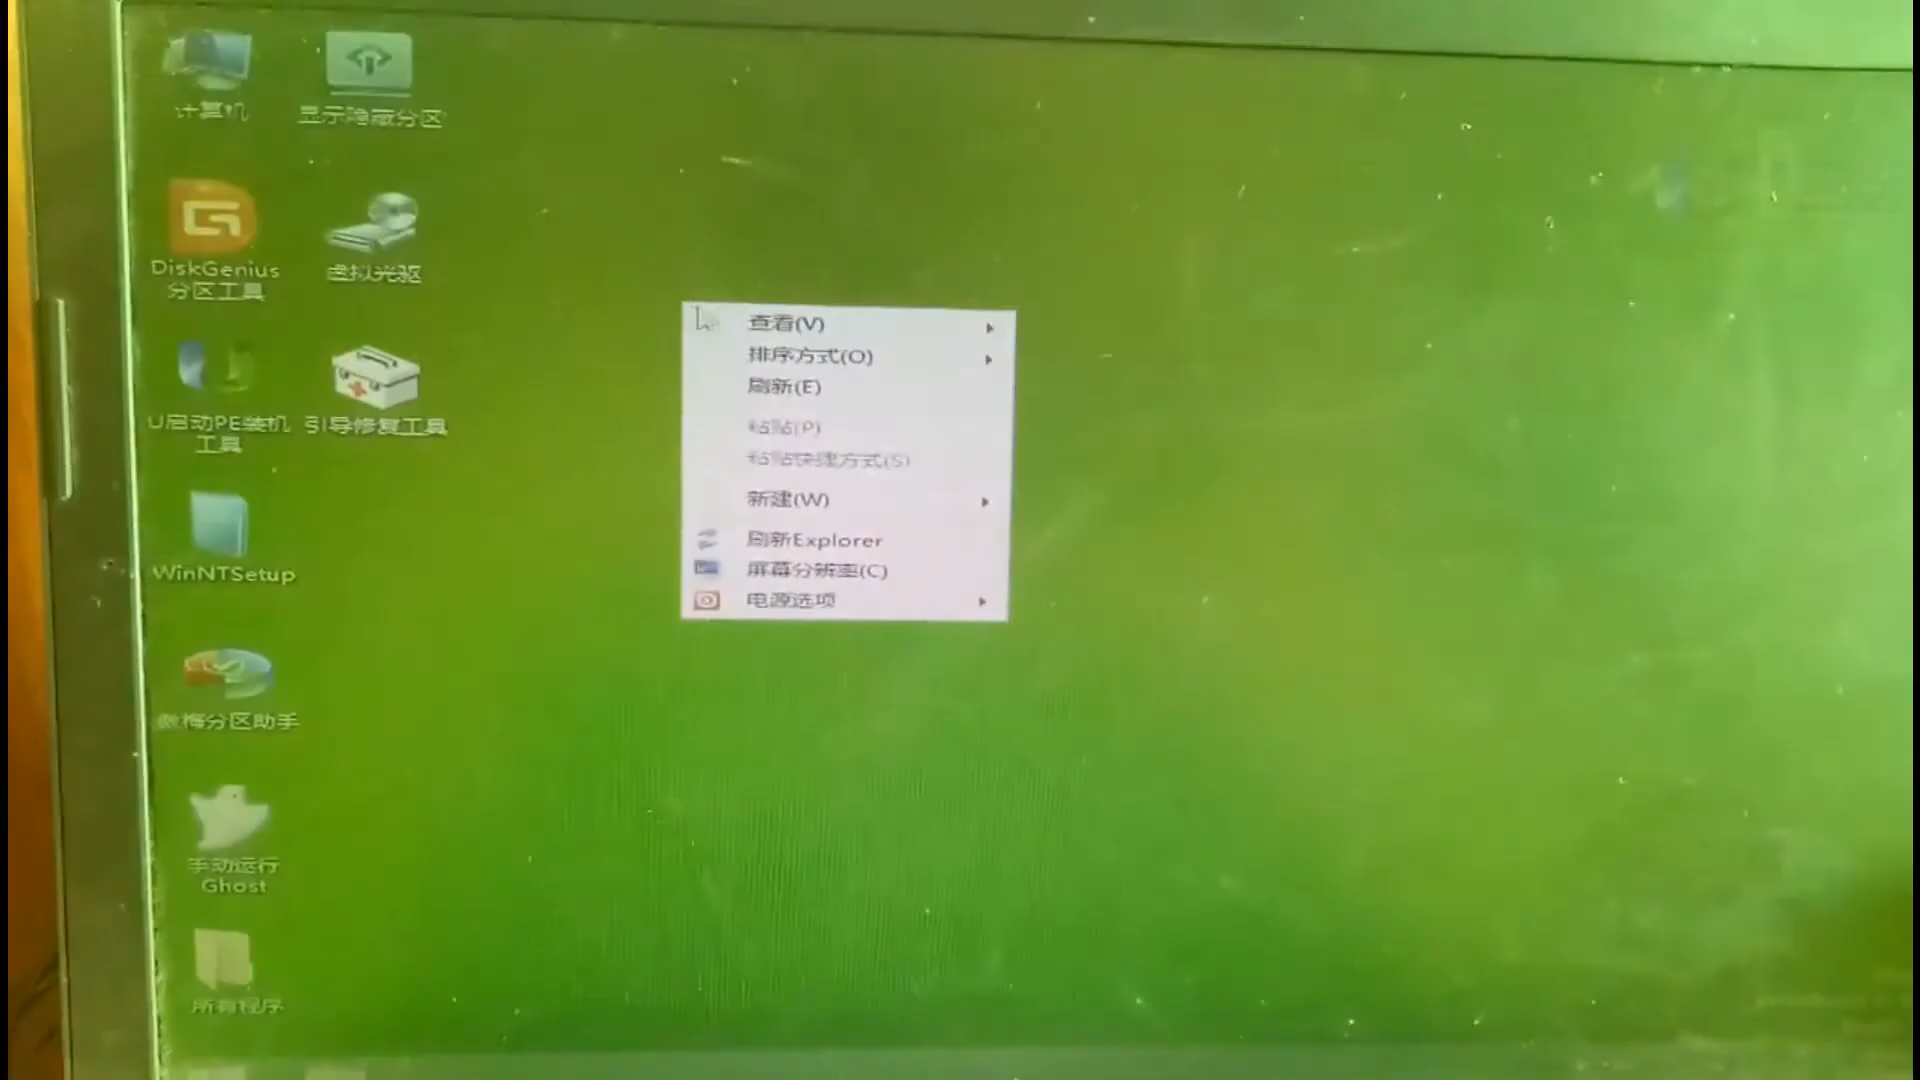 计算机
显示隐藏分区
DiskGenius
分区工具
虚拟光驱
U启动PE装机
工具
引导修复工具
WinNTSetup
傲梅分区助手
手动运行
Ghost
所有程序
查看(V)
排序方式(O)
刷新(E)
粘贴(P)
粘贴快捷方式(S)
新建(W)
刷新Explorer
屏幕分辨率(C)
电源选项